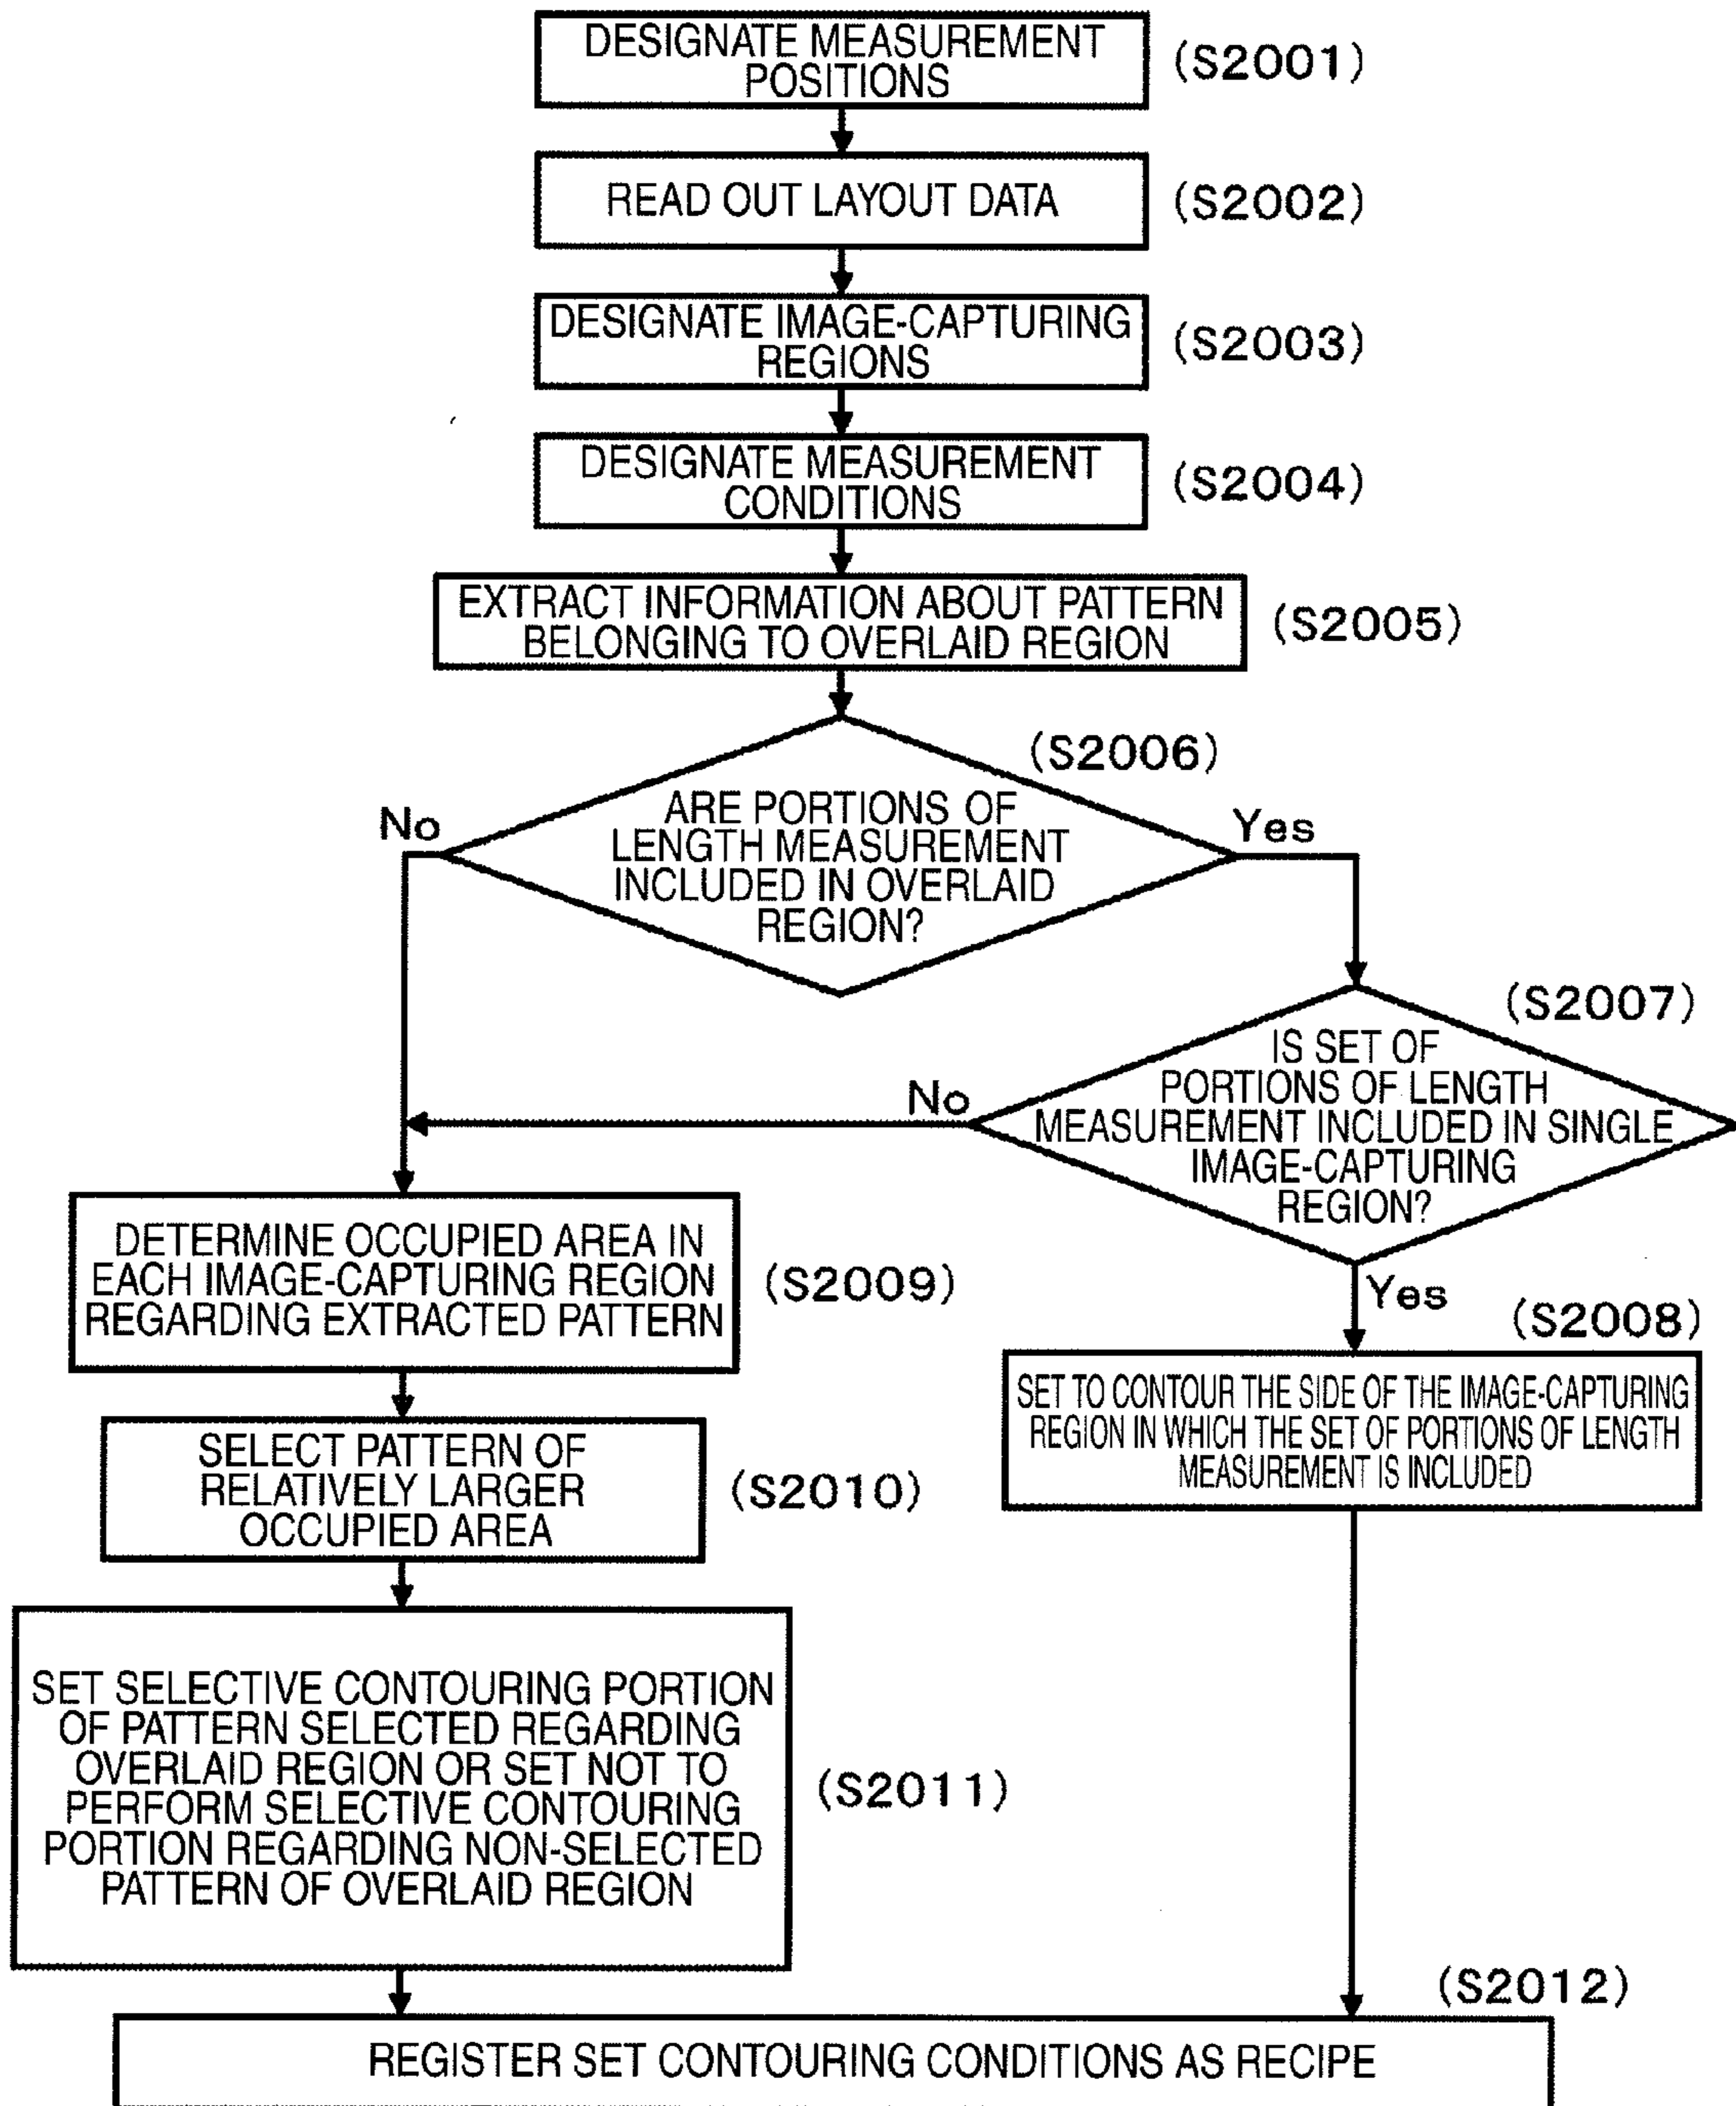 DESIGNATE MEASUREMENT
POSITIONS
(S2001)
READ OUT LAYOUT DATA
(S2002)
DESIGNATE IMAGE-CAPTURING
REGIONS
(S2003)
DESIGNATE MEASUREMENT
CONDITIONS
(S2004)
EXTRACT INFORMATION ABOUT PATTERN
BELONGING TO OVERLAID REGION
(S2005)
(S2006)
ARE PORTIONS OF
LENGTH MEASUREMENT
INCLUDED IN OVERLAID
REGION?
No
Yes
(S2007)
IS SET OF
PORTIONS OF LENGTH
MEASUREMENT INCLUDED IN SINGLE
IMAGE-CAPTURING
REGION?
No
Yes
(S2008)
SET TO CONTOUR THE SIDE OF THE IMAGE-CAPTURING
REGION IN WHICH THE SET OF PORTIONS OF LENGTH
MEASUREMENT IS INCLUDED
DETERMINE OCCUPIED AREA IN
EACH IMAGE-CAPTURING REGION
REGARDING EXTRACTED PATTERN
(S2009)
SELECT PATTERN OF
RELATIVELY LARGER
OCCUPIED AREA
(S2010)
SET SELECTIVE CONTOURING PORTION
OF PATTERN SELECTED REGARDING
OVERLAID REGION OR SET NOT TO
PERFORM SELECTIVE CONTOURING
PORTION REGARDING NON-SELECTED
PATTERN OF OVERLAID REGION
(S2011)
(S2012)
REGISTER SET CONTOURING CONDITIONS AS RECIPE